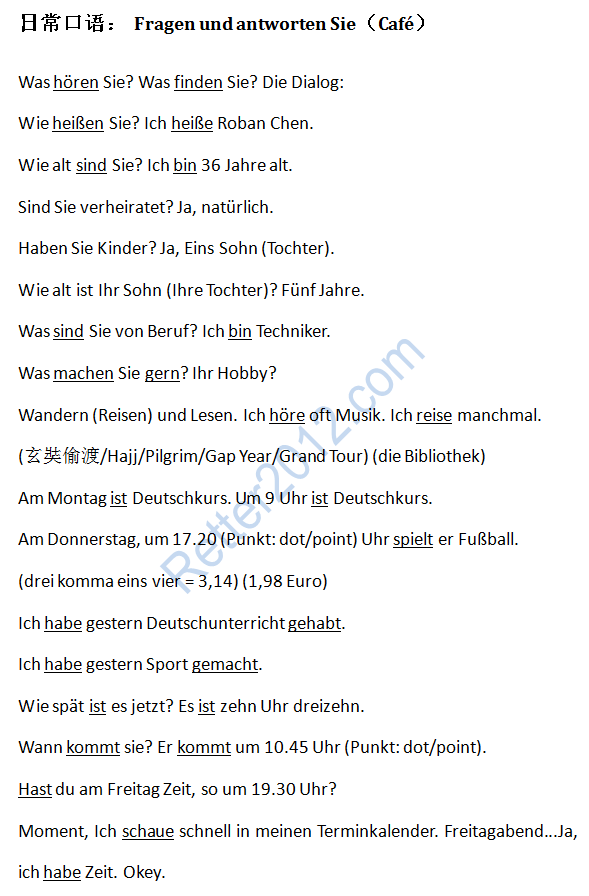 日常口语： Fragen und antworten Sie（Café）
Was hören Sie? Was finden Sie? Die Dialog:
Wie heißen Sie? Ich heiße Roban Chen.
Wie alt sind Sie? Ich bin 36 Jahre alt.
Sind Sie verheiratet? Ja, natürlich.
Haben Sie Kinder? Ja, Eins Sohn (Tochter).
Wie alt ist Ihr Sohn (Ihre Tochter)? Fünf Jahre.
Was sind Sie von Beruf? Ich bin Techniker.
Was machen Sie gern? Ihr Hobby?
Wandern (Reisen) und Lesen. Ich höre oft Musik. Ich reise manchmal.
(玄奘偷渡/Hajj/Pilgrim/Gap Year/Grand Tour) (die Bibliothek)
Am Montag ist Deutschkurs. Um 9 Uhr ist Deutschkurs.
Am Donnerstag, um 17.20 (Punkt: dot/point) Uhr spielt er Fußball.
(drei komma eins vier = 3,14) (1,98 Euro)
Ich habe gestern Deutschunterricht gehabt.
Ich habe gestern Sport gemacht.
Wie spät ist es jetzt? Es ist zehn Uhr dreizehn.
Wann kommt sie? Er kommt um 10.45 Uhr (Punkt: dot/point).
Hast du am Freitag Zeit, so um 19.30 Uhr?
Moment, Ich schaue schnell in meinen Terminkalender. Freitagabend...Ja,
ich habe Zeit. Okey.
Retter2012.com